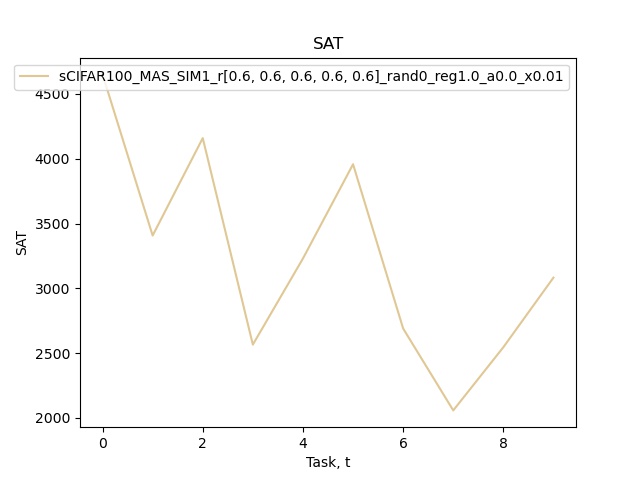 SAT
sCIFAR100_MAS_SIM1_r[0.6, 0.6, 0.6, 0.6, 0.6]_rand0_reg1.0_a0.0_x0.01
4500
4000
3500
3000
2500
2000
SAT
0 2 4 6 8
Task, t